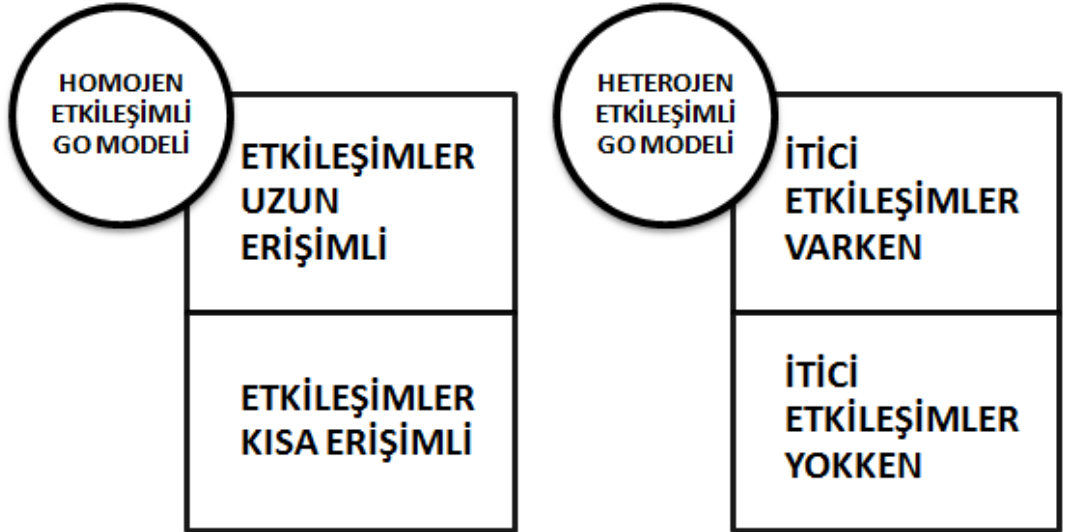 HOMOJEN
ETKİLEŞİMLİ
GO MODELİ
ETKİLEŞİMLER
UZUN
ERİŞİMLİ
ETKİLEŞİMLER
KISA ERİŞİMLİ
HETEROJEN
ETKİLEŞİMLİ
GO MODELİ
İTİCİ
ETKİLEŞİMLER
VARKEN
İTİCİ
ETKİLEŞİMLER
YOKKEN